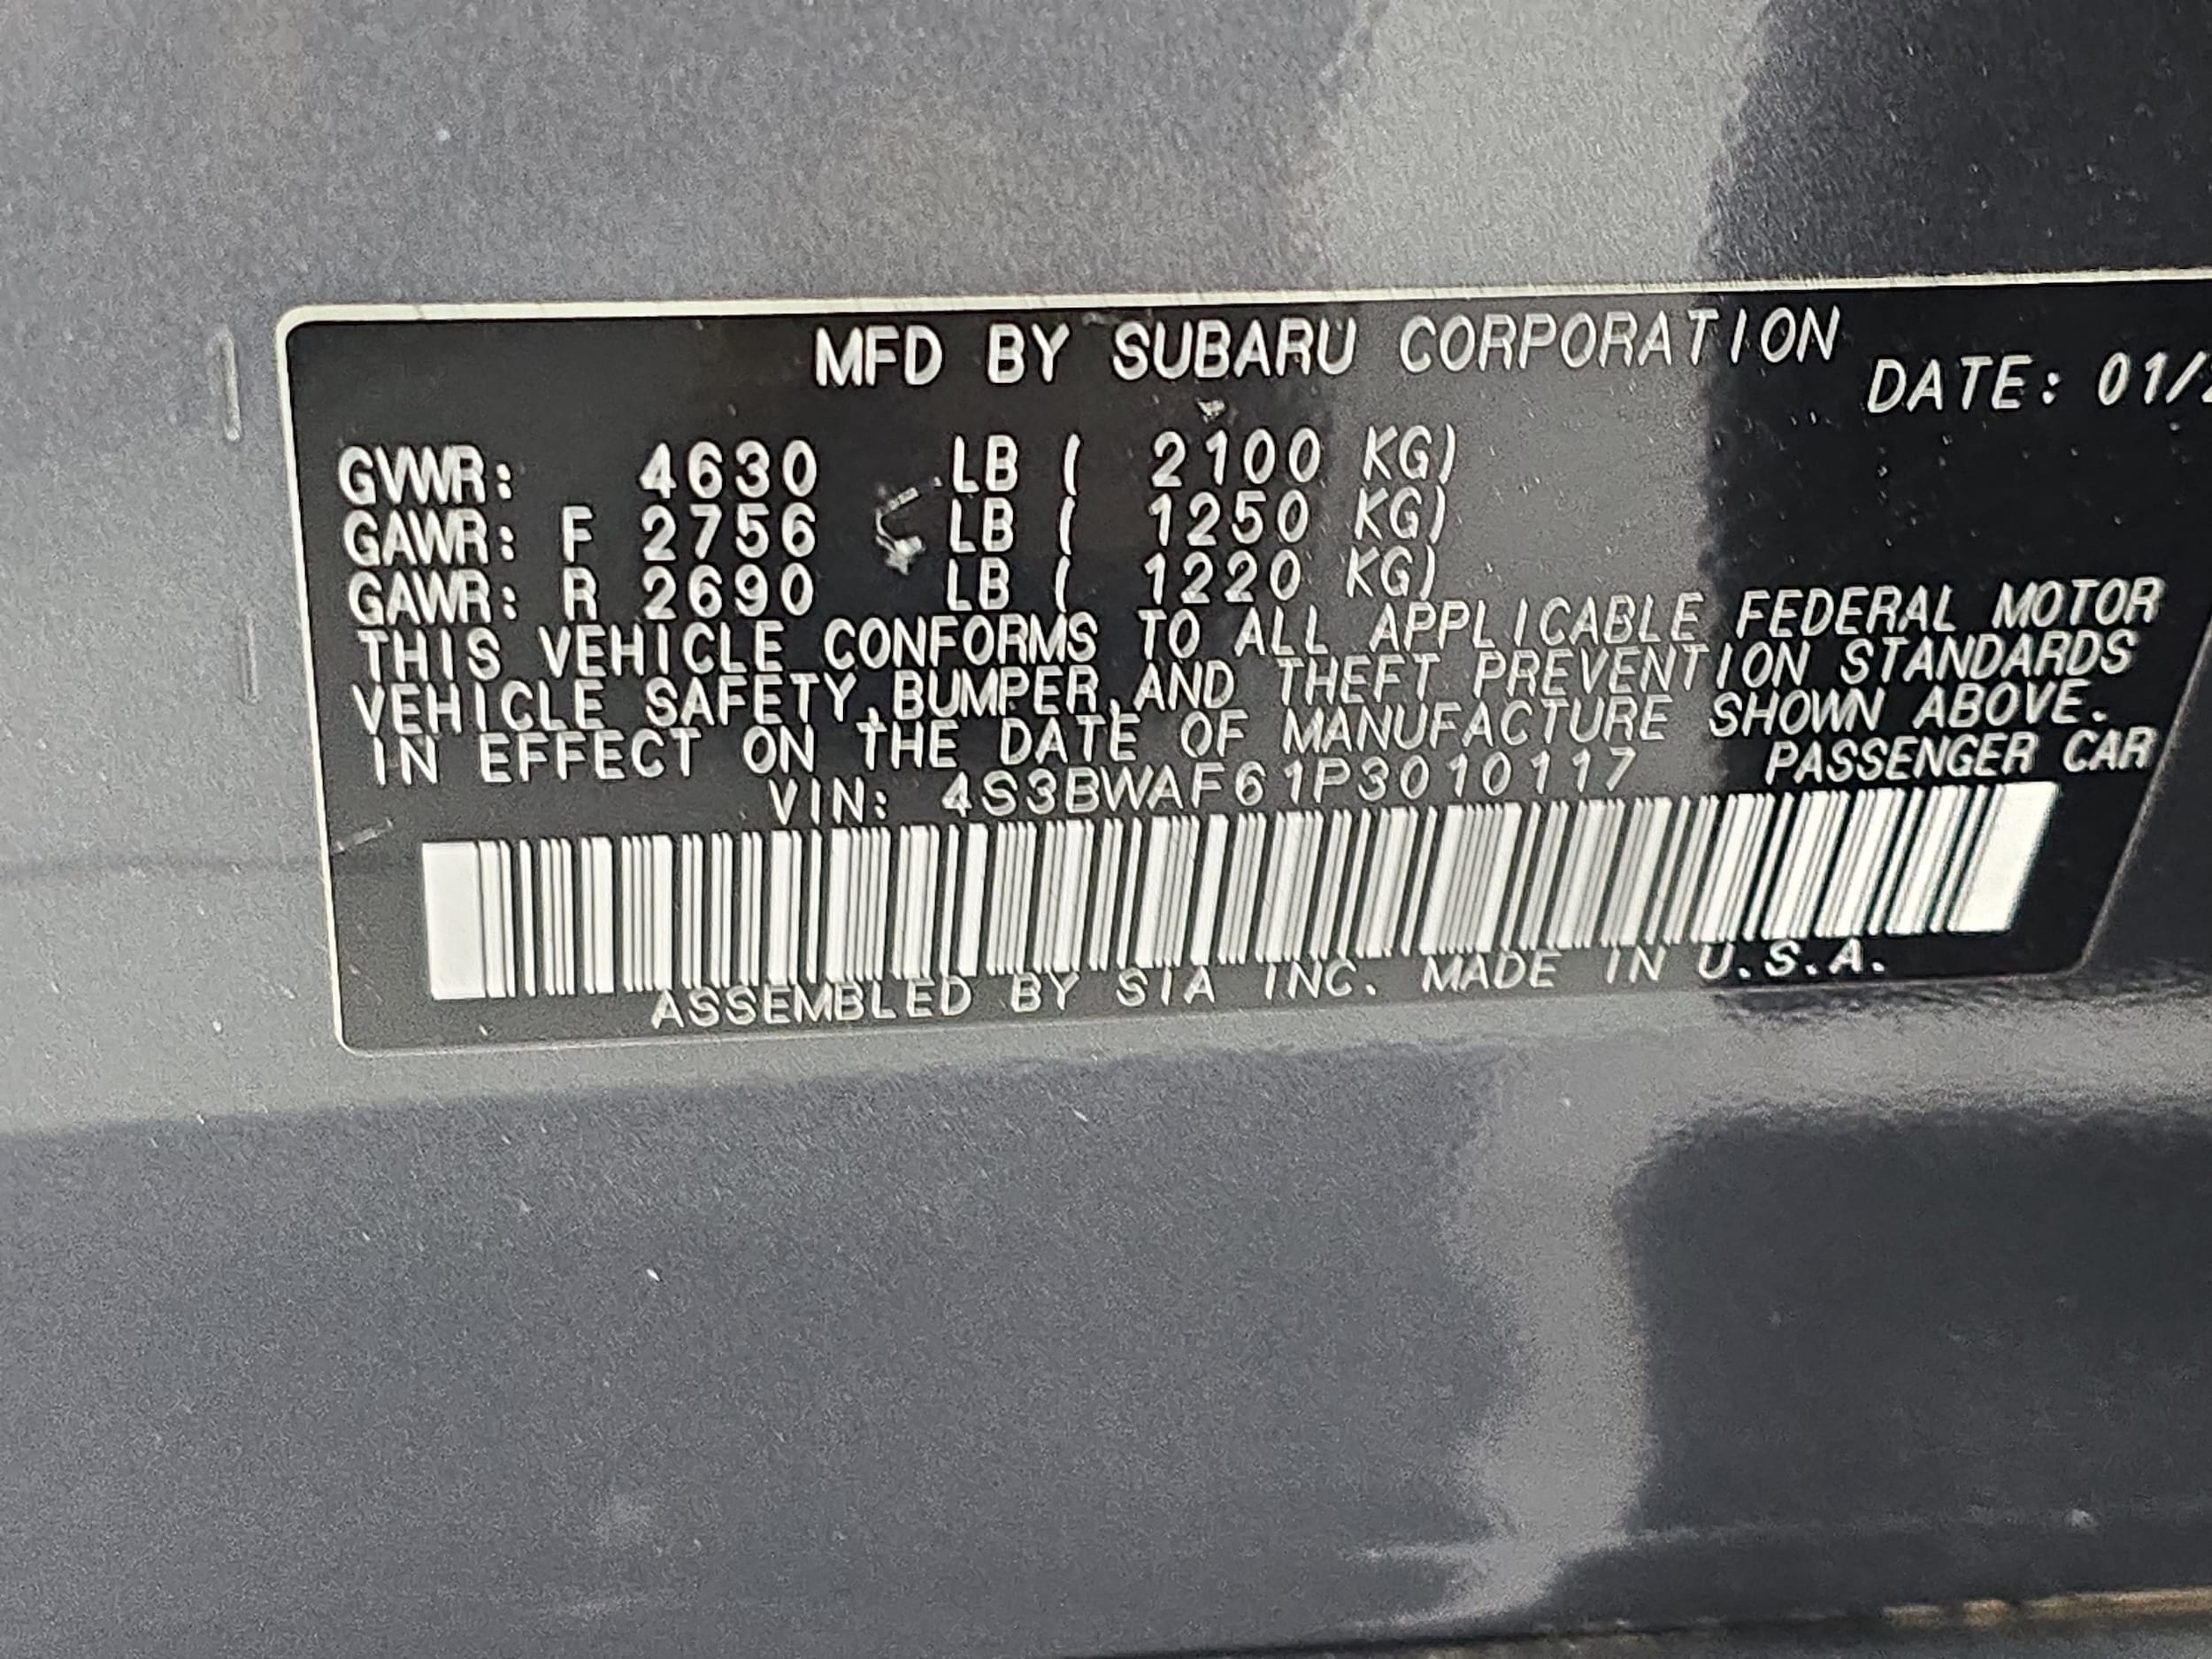 MFD BY SUBARU CORPORATION
DATE: 01/2
GVWR: 4630 LB ( 2100 KG)
GAWR: F 2756 LB ( 1250 KG)
GAWR: R 2690 LB ( 1220 KG)
THIS VEHICLE CONFORMS TO ALL APPLICABLE FEDERAL MOTOR
VEHICLE SAFETY,BUMPER,AND THEFT PREVENTION STANDARDS
IN EFFECT ON THE DATE OF MANUFACTURE SHOWN ABOVE.
VIN: 4S3BWAF61P3010117 PASSENGER CAR
ASSEMBLED BY SIA INC. MADE IN U.S.A.